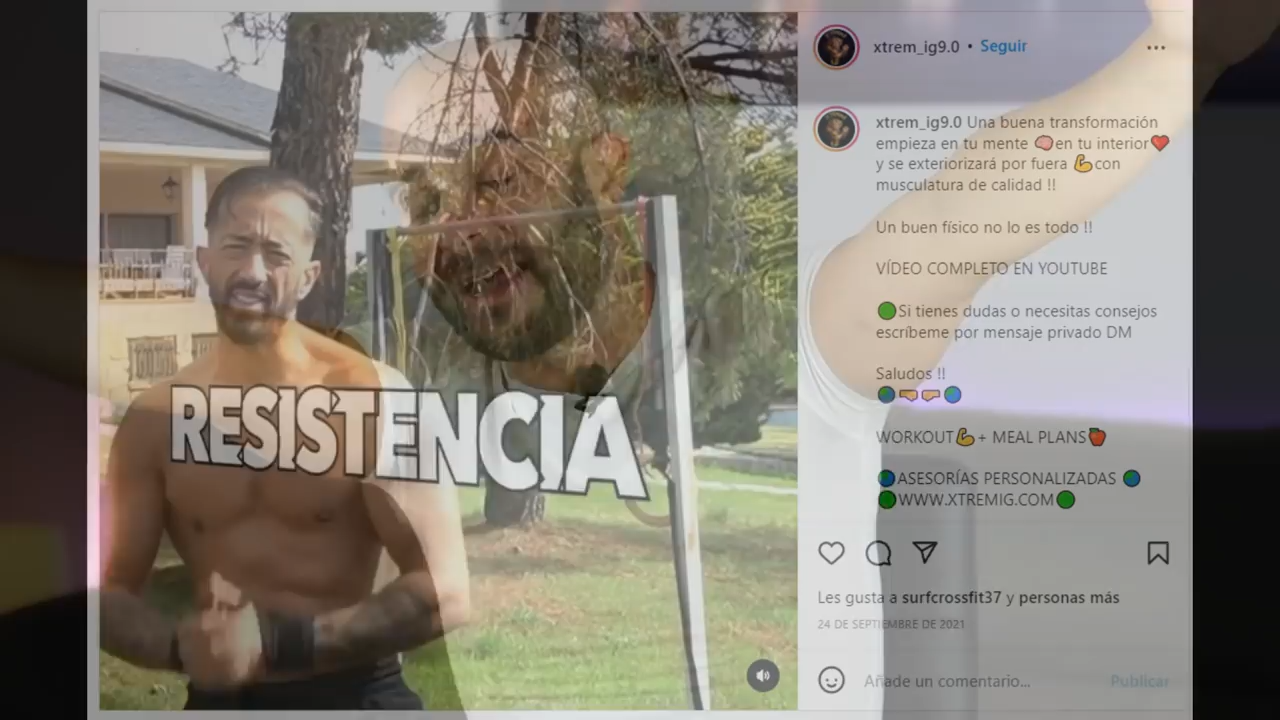 RESISTENCIA
xtrem_ig9.0 • Seguir
xtrem_ig9.0 Una buena transformación
empieza en tu mente 🧠en tu interior❤️
y se exteriorizará por fuera 💪con
musculatura de calidad !!
Un buen físico no lo es todo !!
VÍDEO COMPLETO EN YOUTUBE
🟢Si tienes dudas o necesitas consejos
escríbeme por mensaje privado DM
Saludos !!
🌍🤜🤛🌍
WORKOUT💪+ MEAL PLANS🍎
🌍ASESORÍAS PERSONALIZADAS 🌍
🟢WWW.XTREMIG.COM🟢
Les gusta a surfcrossfit37 y personas más
24 DE SEPTIEMBRE DE 2021
Añade un comentario... Publicar